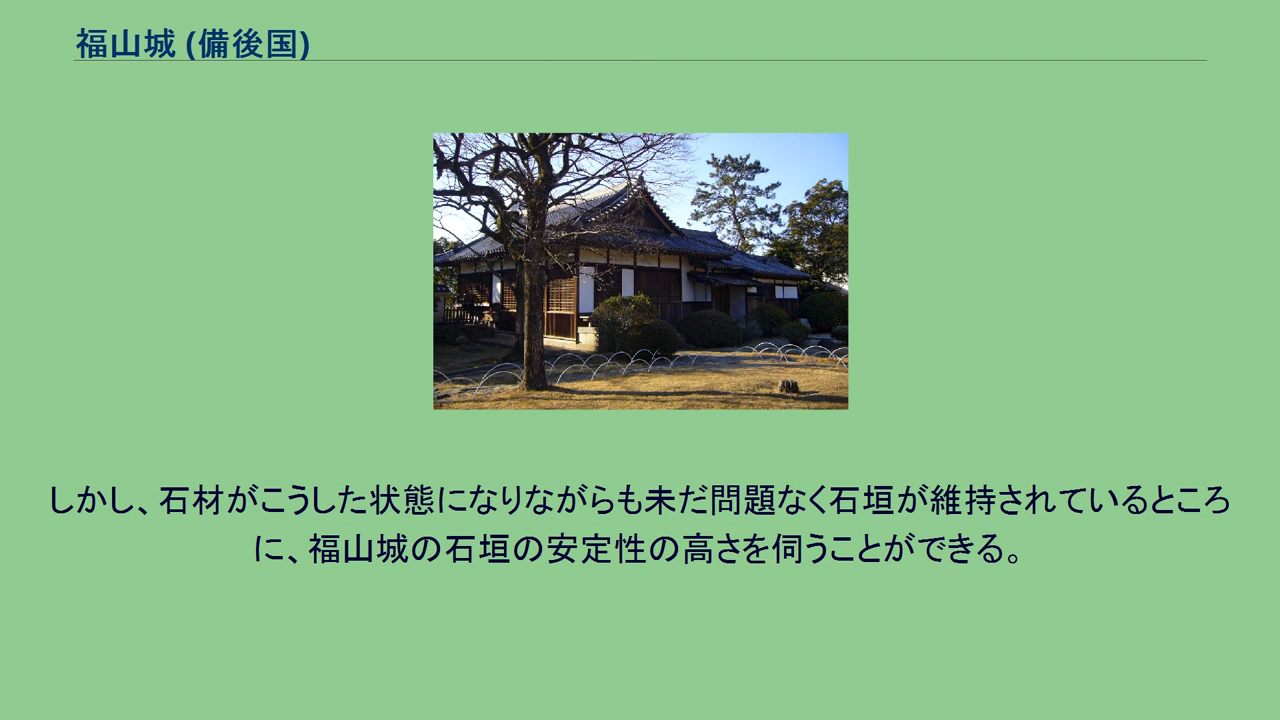 福山城 (備後国)
しかし、石材がこうした状態になりながらも未だ問題なく石垣が維持されているところ
に、福山城の石垣の安定性の高さを伺うことができる。